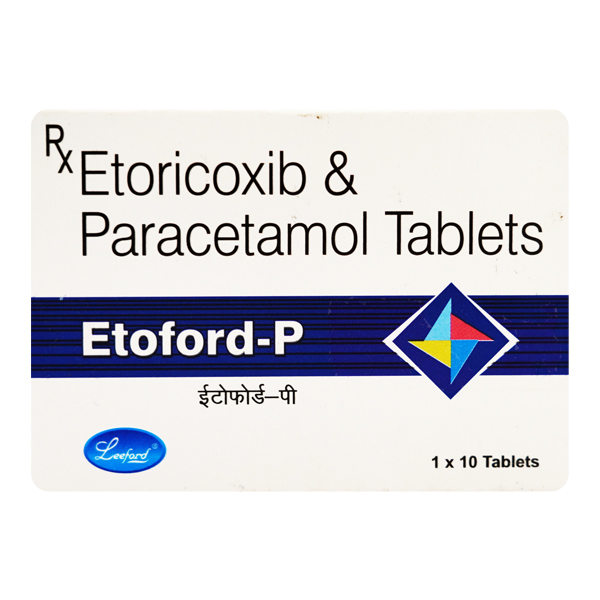 Rx Etoricoxib &
Paracetamol Tablets
Etoford-P
ईटोफोर्ड-पी
Leeford
1 x 10 Tablets